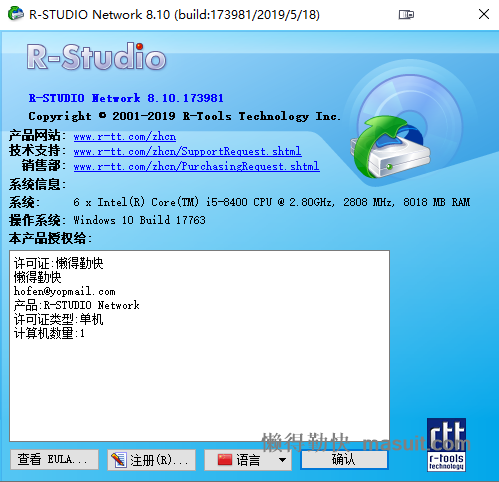 R-STUDIO Network 8.10 (build:173981/2019/5/18)
R-Studio
R-STUDIO Network 8.10.173981
Copyright © 2001-2019 R-Tools Technology Inc.
产品网站: www.r-tt.com/zhcn
技术支持: www.r-tt.com/zhcn/SupportRequest.shtml
销售部: www.r-tt.com/zhcn/PurchasingRequest.shtml
系统信息:
系统: 6 x Intel(R) Core(TM) i5-8400 CPU @ 2.80GHz, 2808 MHz, 8018 MB RAM
操作系统: Windows 10 Build 17763
本产品授权给:
许可证:懒得勤快
懒得勤快
hofen@yopmail.com
产品:R-STUDIO Network
许可证类型:单机
计算机数量:1
rtt
r-tools
technology
懒得勤快 masuit.com
查看 EULA... 注册(R)... 语言 确认